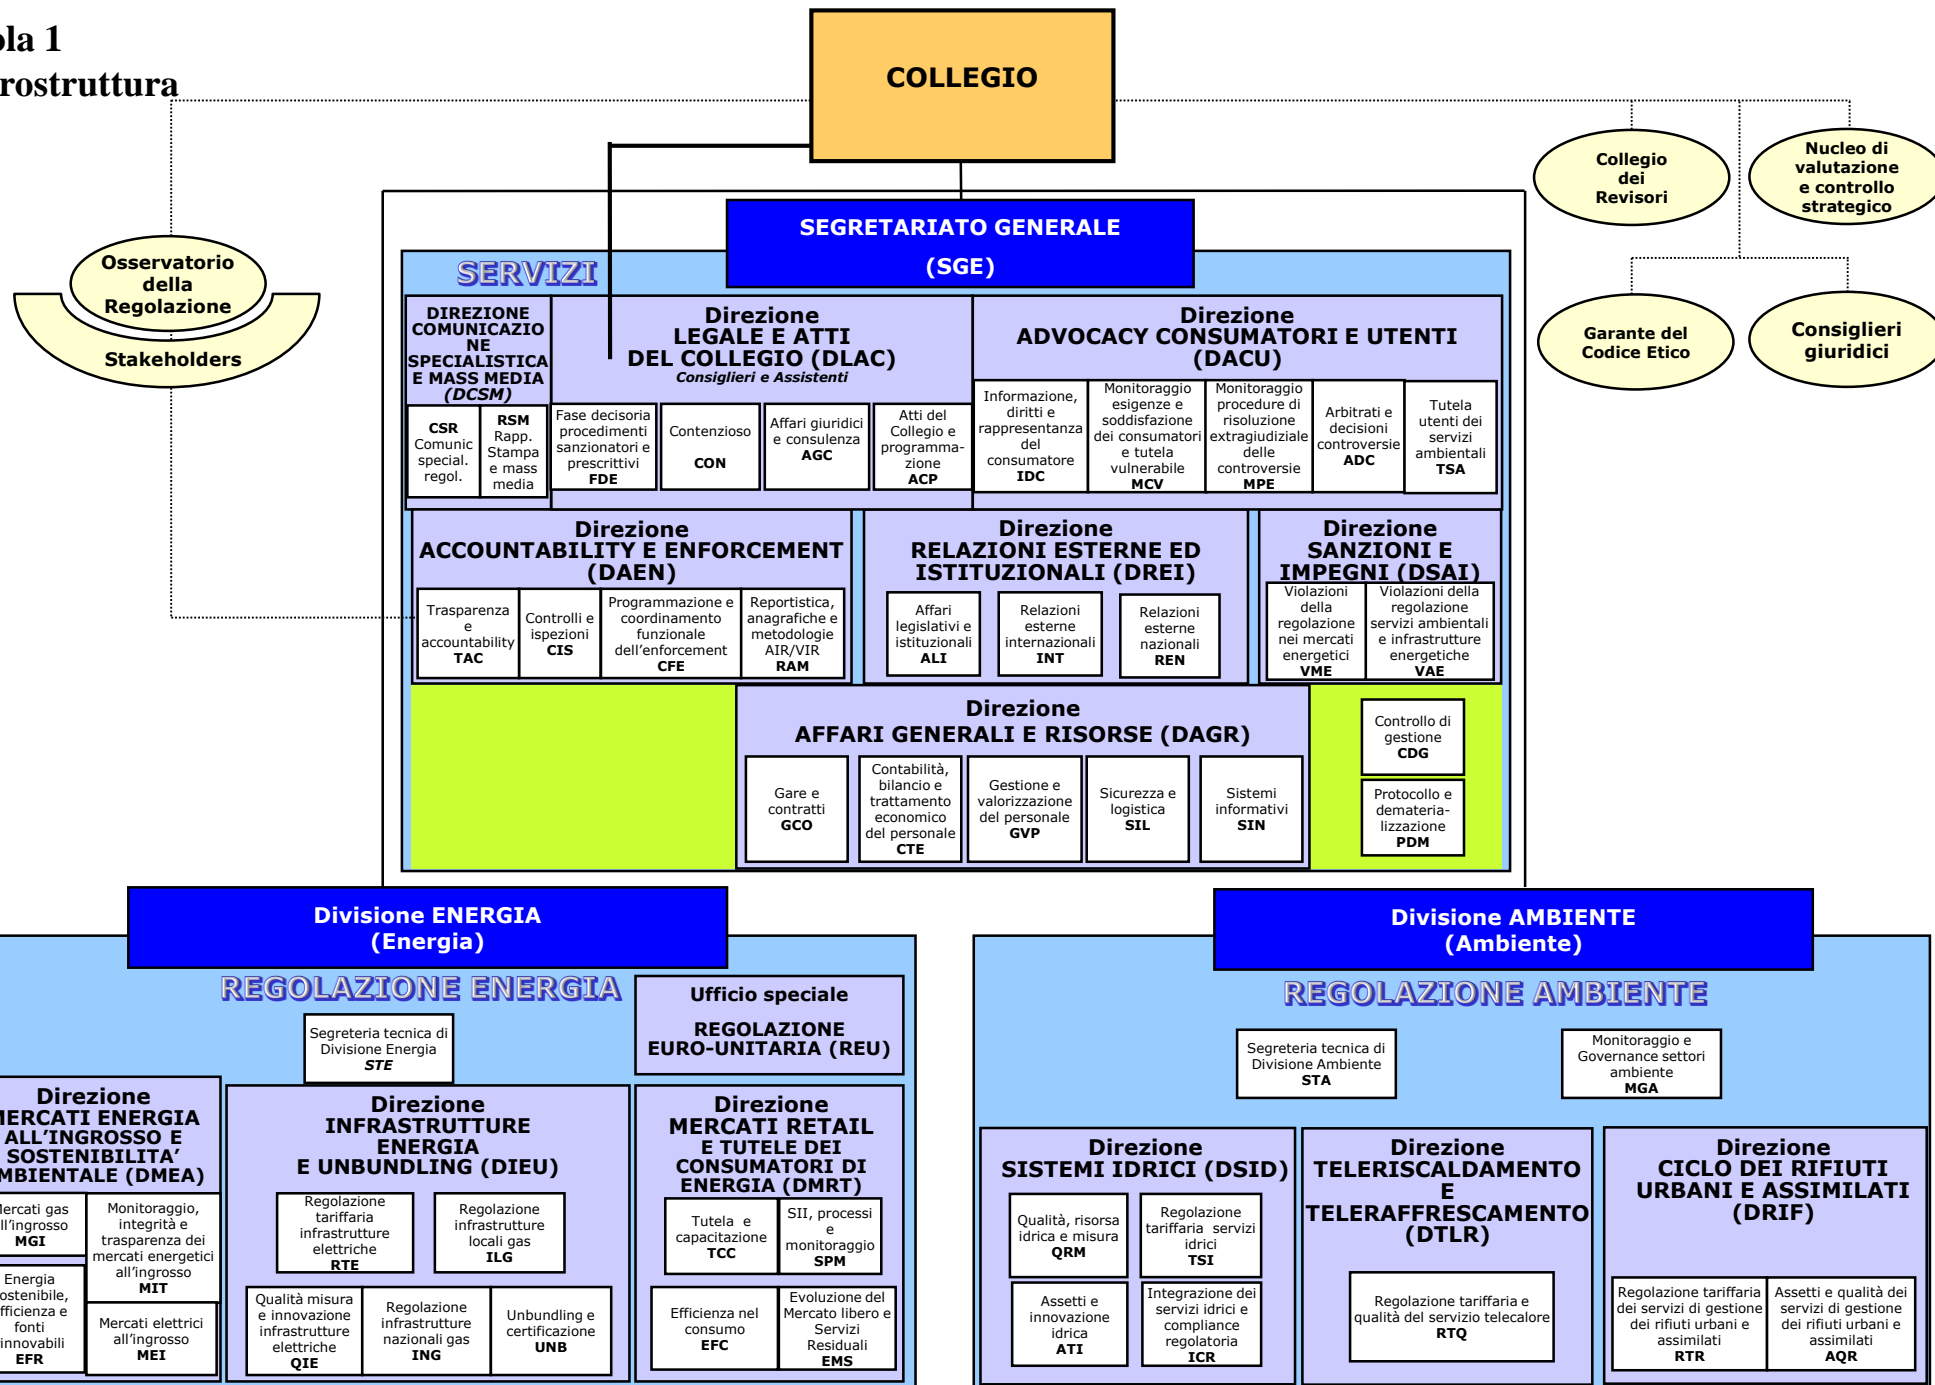 ola 1
rostruttura
COLLEGIO
Collegio
dei
Revisori
Nucleo di
valutazione
e controllo
strategico
Garante del
Codice Etico
Consiglieri
giuridici
Osservatorio
della
Regolazione
Stakeholders
SEGRETARIATO GENERALE
(SGE)
SERVIZI
DIREZIONE
COMUNICAZIO
NE
SPECIALISTICA
E MASS MEDIA
(DCSM)
CSR
Comunic
special.
regol.
RSM
Rapp.
Stampa
e mass
media
Direzione
LEGALE E ATTI
DEL COLLEGIO (DLAC)
Consiglieri e Assistenti
Fase decisoria
procedimenti
sanzionatori e
prescrittivi
FDE
Contenzioso
CON
Affari giuridici
e consulenza
AGC
Atti del
Collegio e
programma-
zione
ACP
Direzione
ADVOCACY CONSUMATORI E UTENTI
(DACU)
Informazione,
diritti e
rappresentanza
del
consumatore
IDC
Monitoraggio
esigenze e
soddisfazione
dei consumatori
e tutela
vulnerabile
MCV
Monitoraggio
procedure di
risoluzione
extragiudiziale
delle
controversie
MPE
Arbitrati e
decisioni
controversie
ADC
Tutela
utenti dei
servizi
ambientali
TSA
Direzione
ACCOUNTABILITY E ENFORCEMENT
(DAEN)
Trasparenza
e
accountability
TAC
Controlli e
ispezioni
CIS
Programmazione e
coordinamento
funzionale
dell'enforcement
CFE
Reportistica,
anagrafiche e
metodologie
AIR/VIR
RAM
Direzione
RELAZIONI ESTERNE ED
ISTITUZIONALI (DREI)
Affari
legislativi e
istituzionali
ALI
Relazioni
esterne
internazionali
INT
Relazioni
esterne
nazionali
REN
Direzione
SANZIONI E
IMPEGNI (DSAI)
Violazioni
della
regolazione
nei mercati
energetici
VME
Violazioni della
regolazione
servizi ambientali
e infrastrutture
energetiche
VAE
Direzione
AFFARI GENERALI E RISORSE (DAGR)
Gare e
contratti
GCO
Contabilità,
bilancio e
trattamento
economico
del personale
CTE
Gestione e
valorizzazione
del personale
GVP
Sicurezza e
logistica
SIL
Sistemi
informativi
SIN
Controllo di
gestione
CDG
Protocollo e
demateria-
lizzazione
PDM
Divisione ENERGIA
(Energia)
REGOLAZIONE ENERGIA
Segreteria tecnica di
Divisione Energia
STE
Ufficio speciale
REGOLAZIONE
EURO-UNITARIA (REU)
Direzione
MERCATI ENERGIA
ALL'INGROSSO E
SOSTENIBILITA'
MBIENTALE (DMEA)
Mercati gas
ll'ingrosso
MGI
Monitoraggio,
integrità e
trasparenza dei
mercati energetici
all'ingrosso
MIT
Energia
ostenibile,
fficienza e
fonti
innovabili
EFR
Mercati elettrici
all'ingrosso
MEI
Direzione
INFRASTRUTTURE
ENERGIA
E UNBUNDLING (DIEU)
Regolazione
tariffaria
infrastrutture
elettriche
RTE
Regolazione
infrastrutture
locali gas
ILG
Qualità misura
e innovazione
infrastrutture
elettriche
QIE
Regolazione
infrastrutture
nazionali gas
ING
Unbundling e
certificazione
UNB
Direzione
MERCATI RETAIL
E TUTELE DEI
CONSUMATORI DI
ENERGIA (DMRT)
Tutela e
capacitazione
TCC
SII, processi
e
monitoraggio
SPM
Efficienza nel
consumo
EFC
Evoluzione del
Mercato libero e
Servizi
Residuali
EMS
Divisione AMBIENTE
(Ambiente)
REGOLAZIONE AMBIENTE
Segreteria tecnica di
Divisione Ambiente
STA
Monitoraggio e
Governance settori
ambiente
MGA
Direzione
SISTEMI IDRICI (DSID)
Qualità, risorsa
idrica e misura
QRM
Regolazione
tariffaria servizi
idrici
TSI
Assetti e
innovazione
idrica
ATI
Integrazione dei
servizi idrici e
compliance
regolatoria
ICR
Direzione
TELERISCALDAMENTO
E
TELERAFFRESCAMENTO
(DTLR)
Regolazione tariffaria e
qualità del servizio telecalore
RTQ
Direzione
CICLO DEI RIFIUTI
URBANI E ASSIMILATI
(DRIF)
Regolazione tariffaria
dei servizi di gestione
dei rifiuti urbani e
assimilati
RTR
Assetti e qualità dei
servizi di gestione
dei rifiuti urbani e
assimilati
AQR